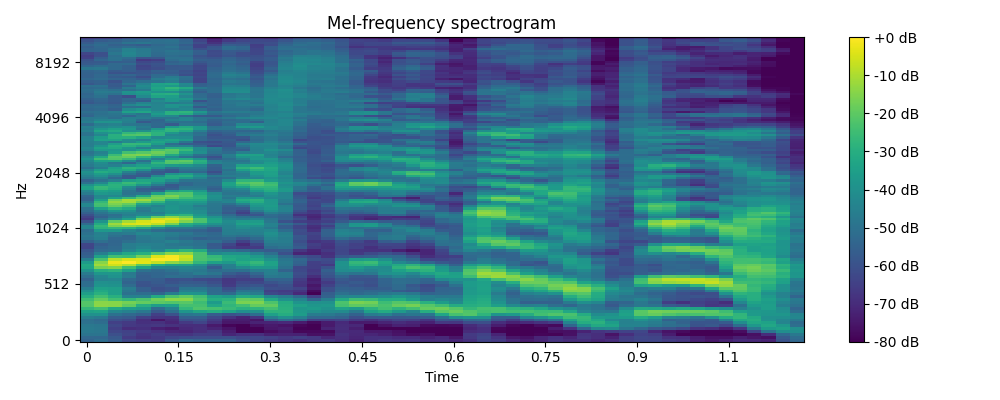 Mel-frequency spectrogram
Hz
8192
4096
2048
1024
512
0
0
0.15
0.3
0.45
0.6
0.75
0.9
1.1
Time
+0 dB
-10 dB
-20 dB
-30 dB
-40 dB
-50 dB
-60 dB
-70 dB
-80 dB